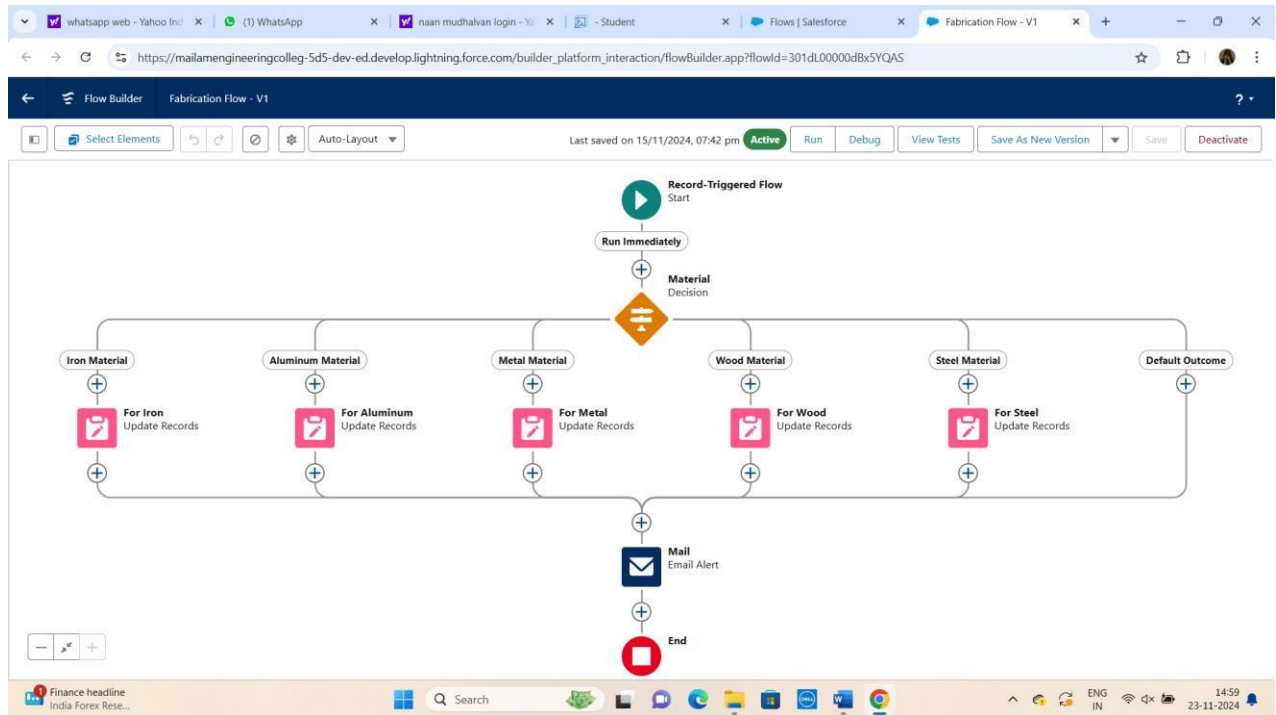 whatsapp web - Yahoo Ind
(1) WhatsApp
naan mudhalvan login - Ya
- Student
Flows | Salesforce
Fabrication Flow - V1
https://mailamengineeringcolleg-5d5-dev-ed.develop.lightning.force.com/builder_platform_interaction/flowBuilder.app?flowId=301dL00000dBx5YQAS
Flow Builder
Fabrication Flow - V1
?
Select Elements
Auto-Layout
Last saved on 15/11/2024, 07:42 pm
Active
Run
Debug
View Tests
Save As New Version
Save
Deactivate
Record-Triggered Flow
Start
Run Immediately
Material
Decision
Iron Material
Aluminum Material
Metal Material
Wood Material
Steel Material
Default Outcome
For Iron
Update Records
For Aluminum
Update Records
For Metal
Update Records
For Wood
Update Records
For Steel
Update Records
Mail
Email Alert
End
1
Finance headline
India Forex Rese...
Search
DELL
ENG
IN
14:59
23-11-2024